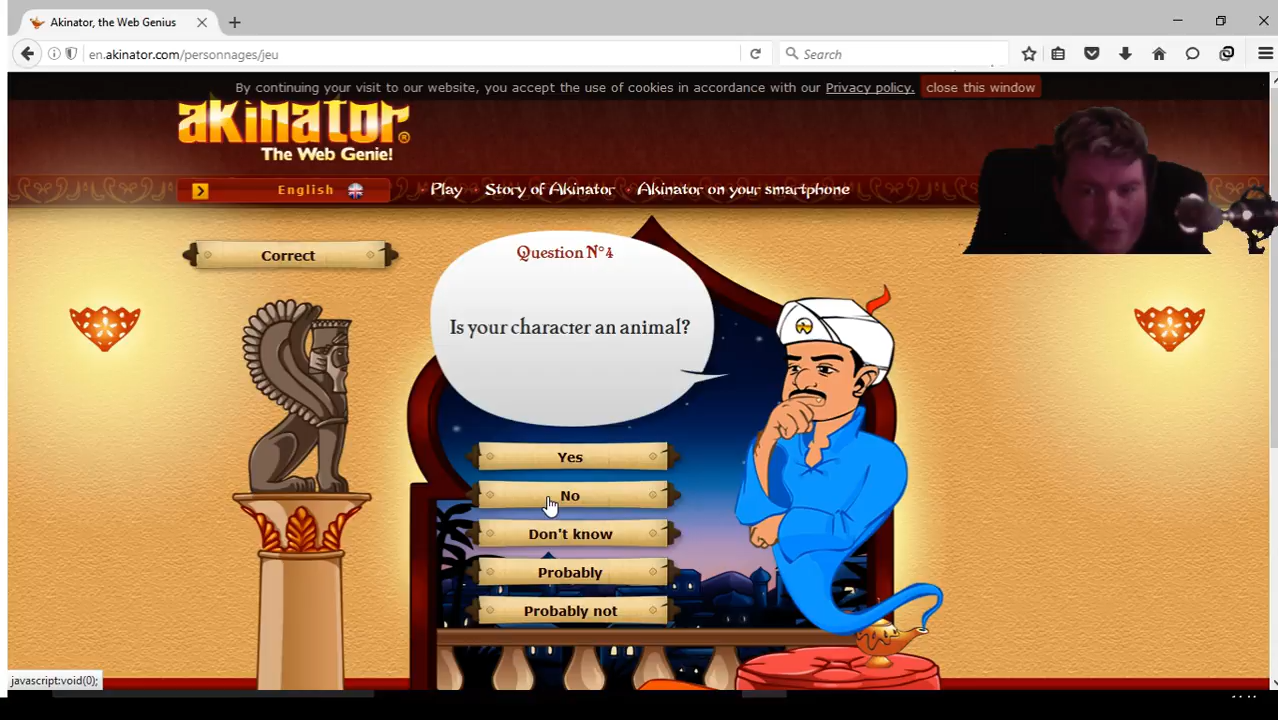 Akinator, the Web Genius
en.akinator.com/personnages/jeu
Search
By continuing your visit to our website, you accept the use of cookies in accordance with our Privacy policy. close this window
akinator®
The Web Genie!
English
Play Story of Akinator Akinator on your smartphone
Correct
Question N°4
Is your character an animal?
Yes
No
Don't know
Probably
Probably not
javascript:void(0);